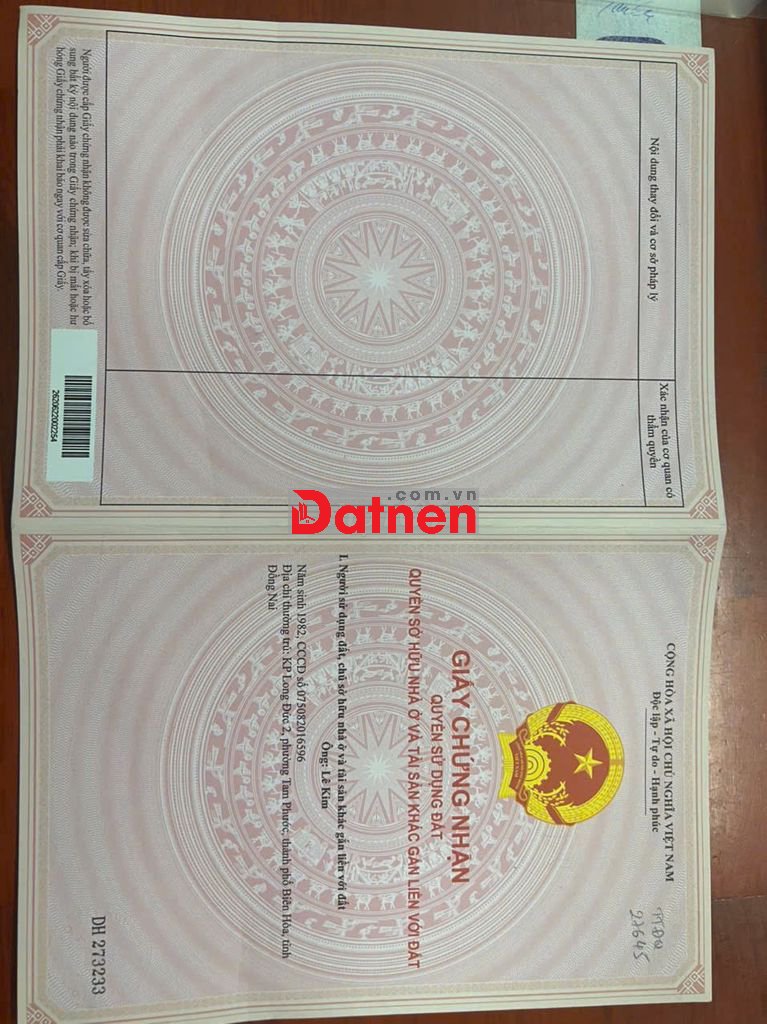 Nội dung thay đổi và cơ sở pháp lý
Xác nhận của cơ quan có
thẩm quyền
Người được cấp Giấy chứng nhận không được sửa chữa, tẩy xóa hoặc bổ
sung bất kỳ nội dung nào trong Giấy chứng nhận; khi bị mất hoặc hư
hỏng Giấy chứng nhận phải khai báo ngay với cơ quan cấp Giấy.
2620622002254
.com.vn
Datnen
CỘNG HÒA XÃ HỘI CHỦ NGHĨA VIỆT NAM
Độc lập - Tự do - Hạnh phúc
27645
GIẤY CHỨNG NHẬN
QUYỀN SỬ DỤNG ĐẤT
QUYỀN SỞ HỮU NHÀ Ở VÀ TÀI SẢN KHÁC GẮN LIỀN VỚI ĐẤT
I. Người sử dụng đất, chủ sở hữu nhà ở và tài sản khác gắn liền với đất
Ông: Lê Kim
Năm sinh 1982, CCCD số 075082016596
Địa chỉ thường trú: KP Long Đức 2, phường Tam Phước, thành phố Biên Hòa, tỉnh
Đồng Nai
DH 273233